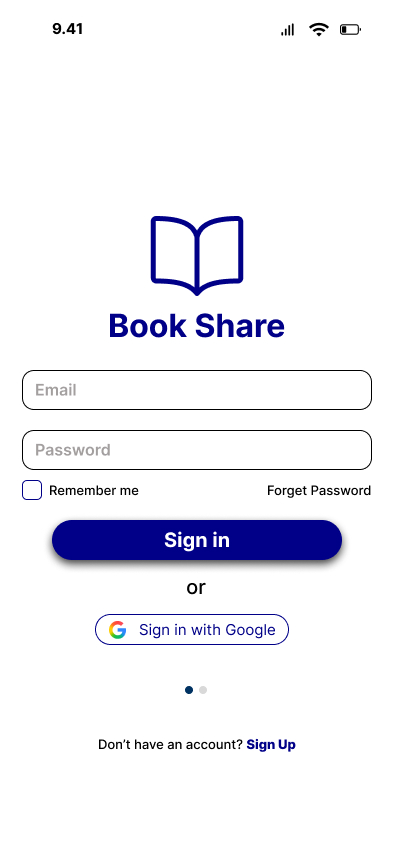 9.41
Book Share
Email
Password
Remember me
Forget Password
Sign in
or
Sign in with Google
Don't have an account? Sign Up